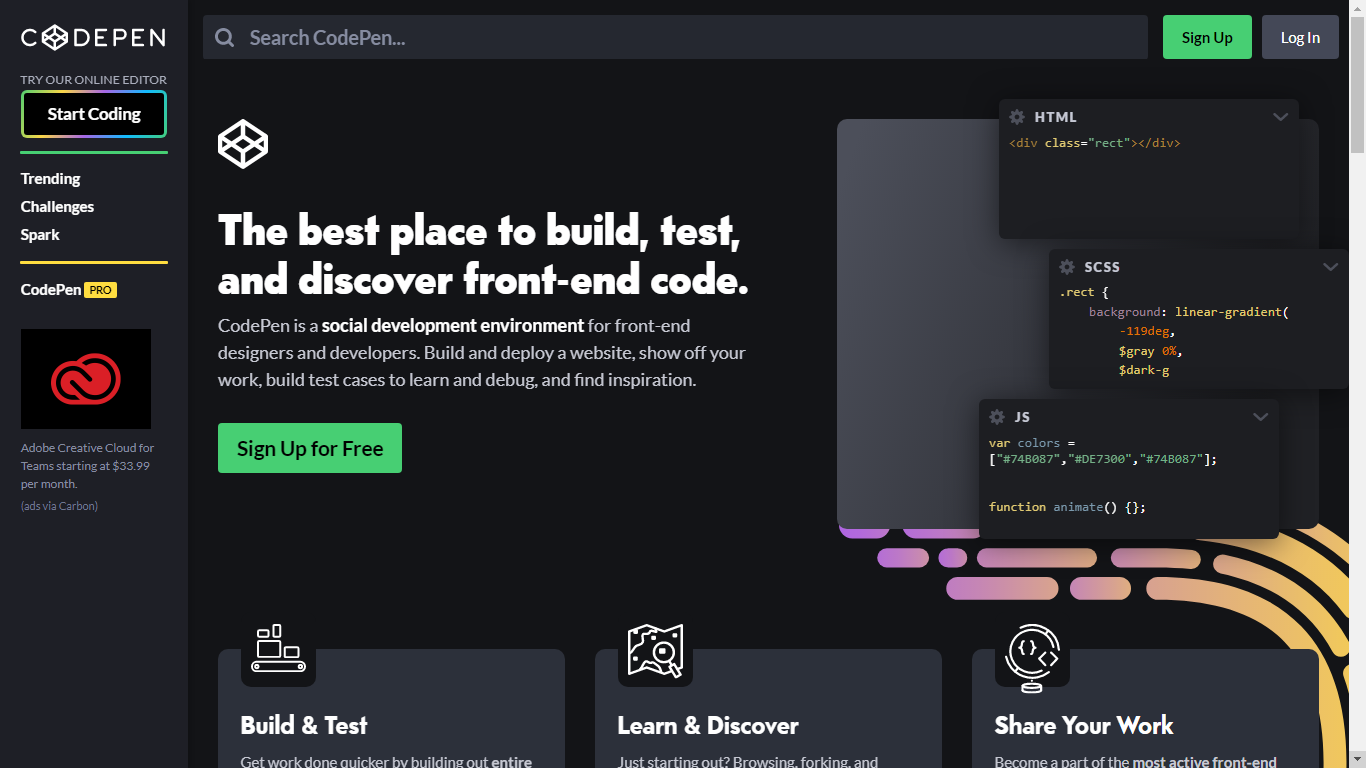 CODEPEN
TRY OUR ONLINE EDITOR
Start Coding
Trending
Challenges
Spark
CodePen PRO
Adobe Creative Cloud for
Teams starting at $33.99
per month.
(ads via Carbon)
Search CodePen...
Sign Up
Log In
The best place to build, test,
and discover front-end code.
CodePen is a social development environment for front-end
designers and developers. Build and deploy a website, show off your
work, build test cases to learn and debug, and find inspiration.
Sign Up for Free
HTML
<div class="rect"></div>
SCSS
.rect {
background: linear-gradient(
-119deg,
$gray 0%,
$dark-g
JS
var colors =
["#74B087","#DE7300","#74B087"];
function animate() {};
Build & Test
Get work done quicker by building out entire
Learn & Discover
Just starting out? Browsing, forking, and
Share Your Work
Become a part of the most active front-end